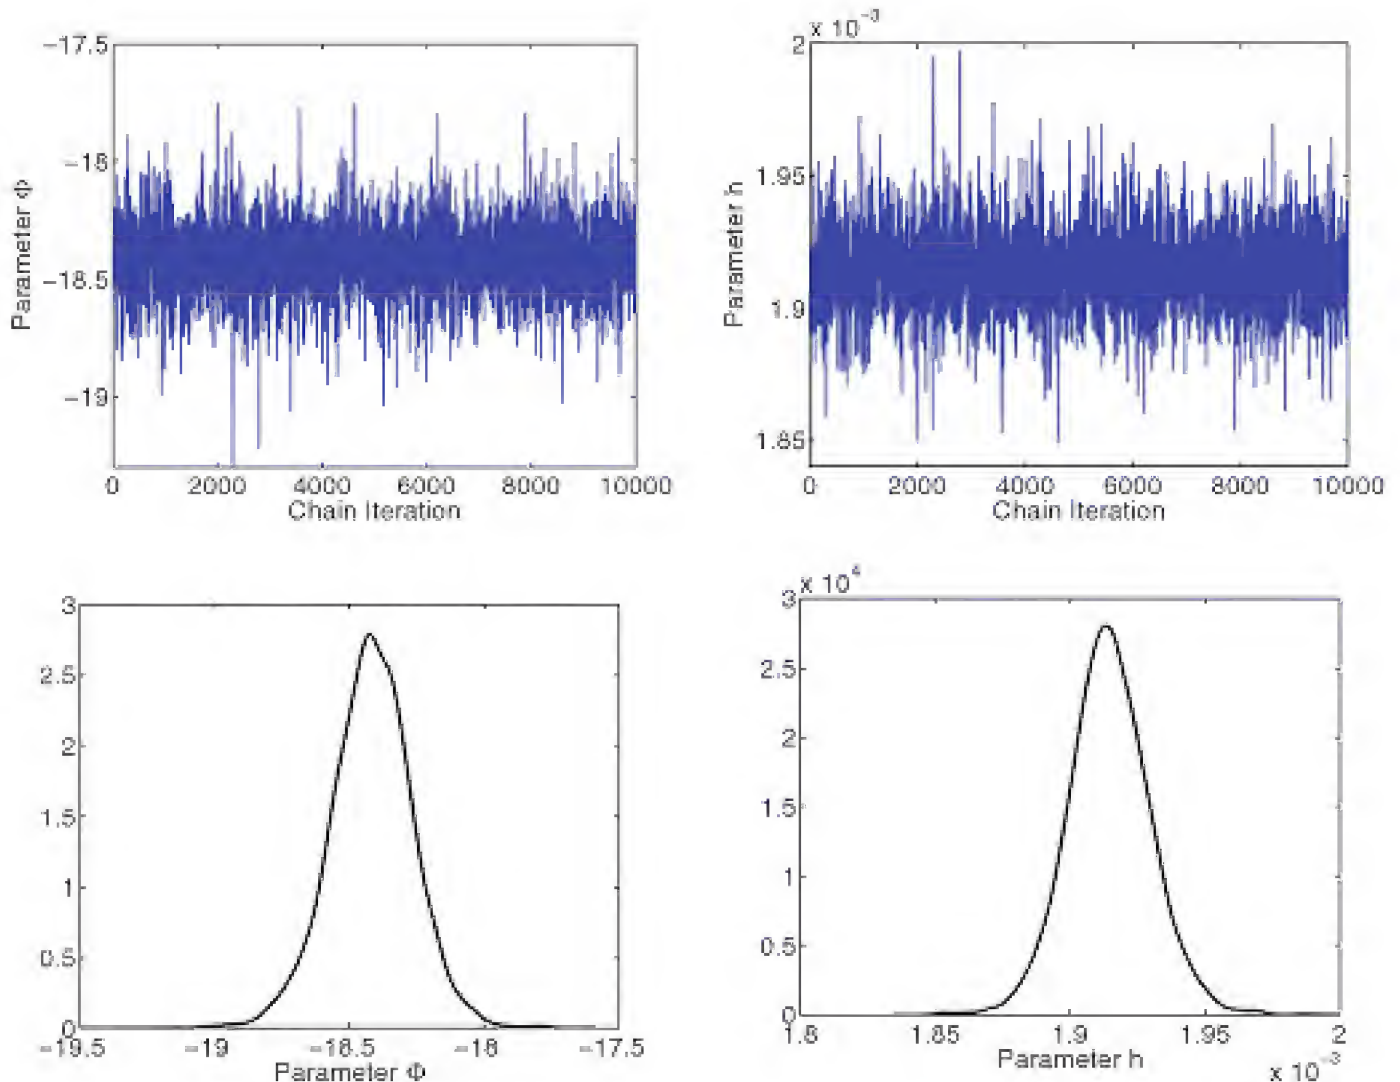 −17.5
−18
−18.5
−19
Parameter Φ
0 2000 4000 6000 8000 10000
Chain Iteration
x 10⁻³
2
1.95
1.9
1.85
Parameter h
0 2000 4000 6000 8000 10000
Chain Iteration
3
2.5
2
1.5
1
0.5
0
−19.5 −19 −18.5 −18 −17.5
Parameter Φ
x 10⁴
3
2.5
2
1.5
1
0.5
0
1.8 1.85 1.9 1.95 2
Parameter h
x 10⁻³